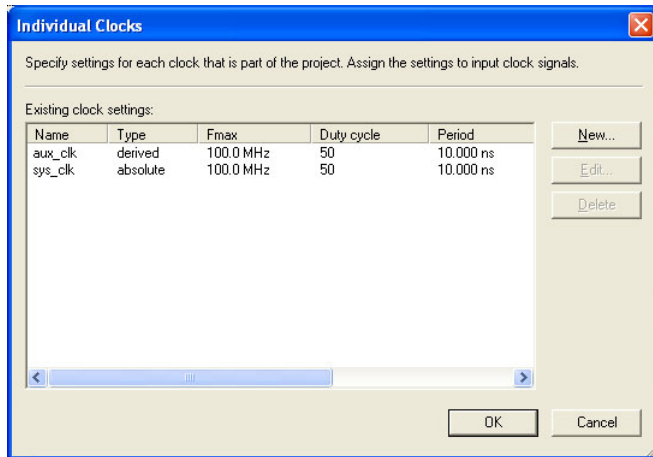 Individual Clocks
Specify settings for each clock that is part of the project. Assign the settings to input clock signals.
Existing clock settings:
Name Type Fmax Duty cycle Period
aux_clk derived 100.0 MHz 50 10.000 ns
sys_clk absolute 100.0 MHz 50 10.000 ns
New...
Edit...
Delete
OK Cancel